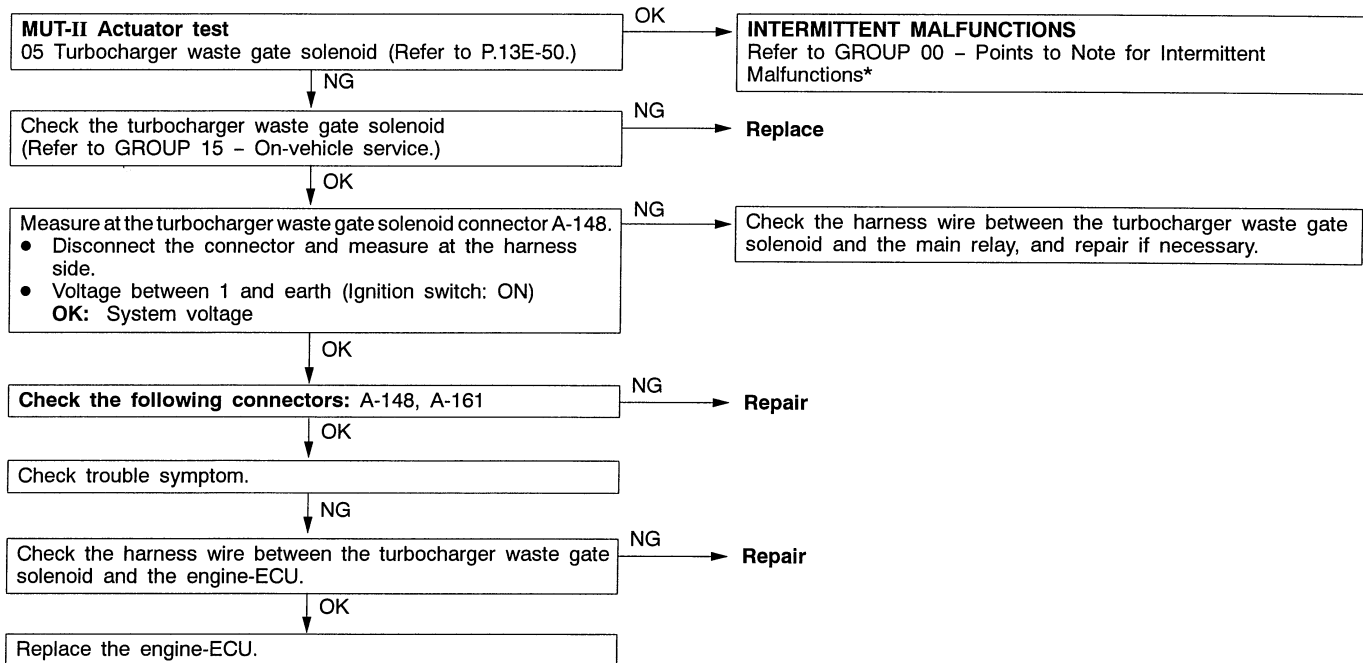 MUT-II Actuator test
05 Turbocharger waste gate solenoid (Refer to P.13E-50.)
OK
INTERMITTENT MALFUNCTIONS
Refer to GROUP 00 – Points to Note for Intermittent
Malfunctions*
NG
Check the turbocharger waste gate solenoid
(Refer to GROUP 15 – On-vehicle service.)
NG
Replace
OK
Measure at the turbocharger waste gate solenoid connector A-148.
● Disconnect the connector and measure at the harness
side.
● Voltage between 1 and earth (Ignition switch: ON)
OK: System voltage
NG
Check the harness wire between the turbocharger waste gate
solenoid and the main relay, and repair if necessary.
OK
Check the following connectors: A-148, A-161
NG
Repair
OK
Check trouble symptom.
NG
Check the harness wire between the turbocharger waste gate
solenoid and the engine-ECU.
NG
Repair
OK
Replace the engine-ECU.